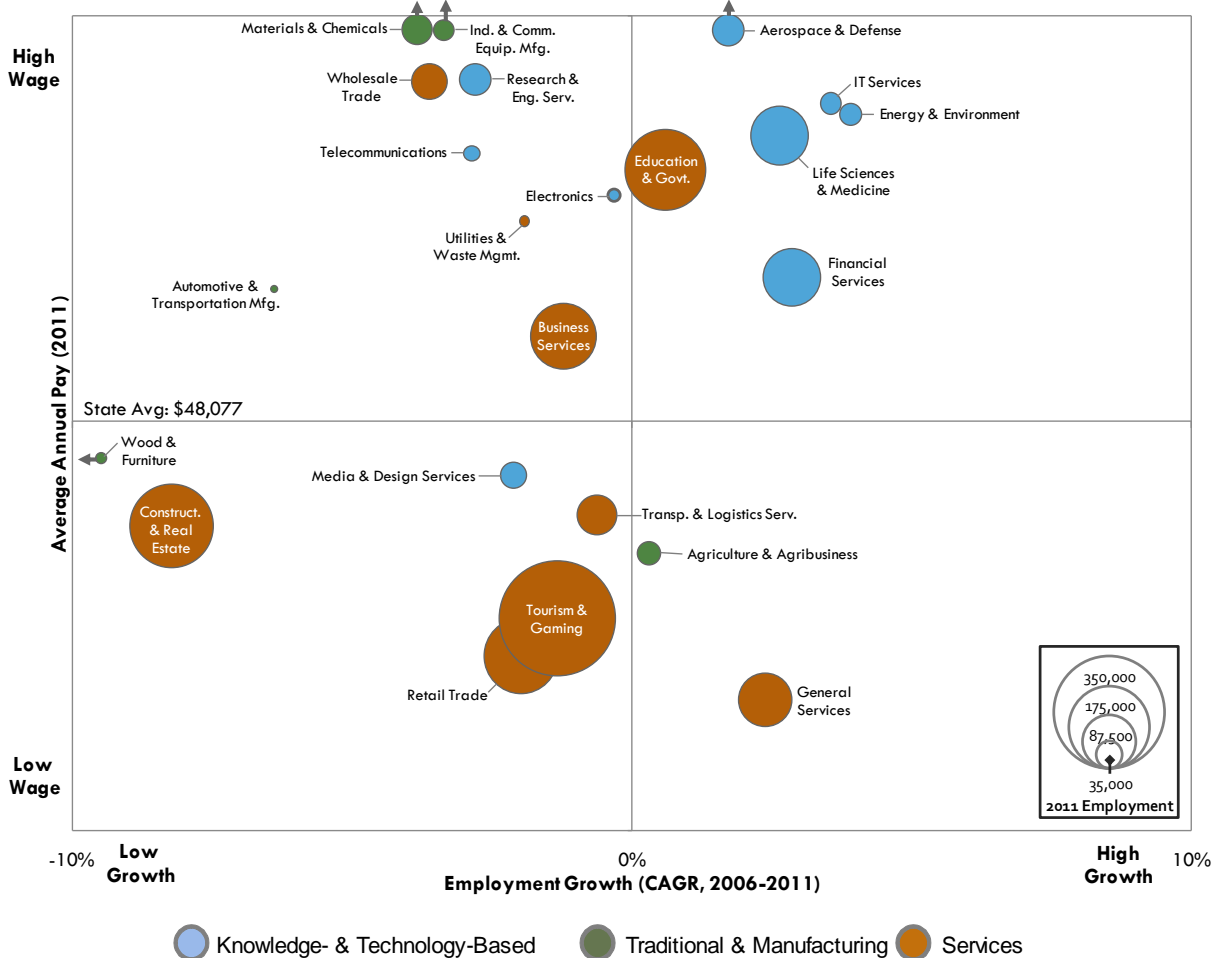 Materials & Chemicals
Ind. & Comm.
Equip. Mfg.
Aerospace & Defense
High
Wage
Wholesale
Trade
Research &
Eng. Serv.
IT Services
Energy & Environment
Telecommunications
Education
& Govt.
Life Sciences
& Medicine
Electronics
Utilities &
Waste Mgmt.
Financial
Services
Automotive &
Transportation Mfg.
Business
Services
Average Annual Pay (2011)
State Avg: $48,077
Wood &
Furniture
Media & Design Services
Construct.
& Real
Estate
Transp. & Logistics Serv.
Agriculture & Agribusiness
Tourism &
Gaming
Retail Trade
General
Services
350,000
175,000
87,500
35,000
2011 Employment
Low
Wage
-10%
Low
Growth
0%
High
Growth
10%
Employment Growth (CAGR, 2006-2011)
Knowledge- & Technology-Based
Traditional & Manufacturing
Services